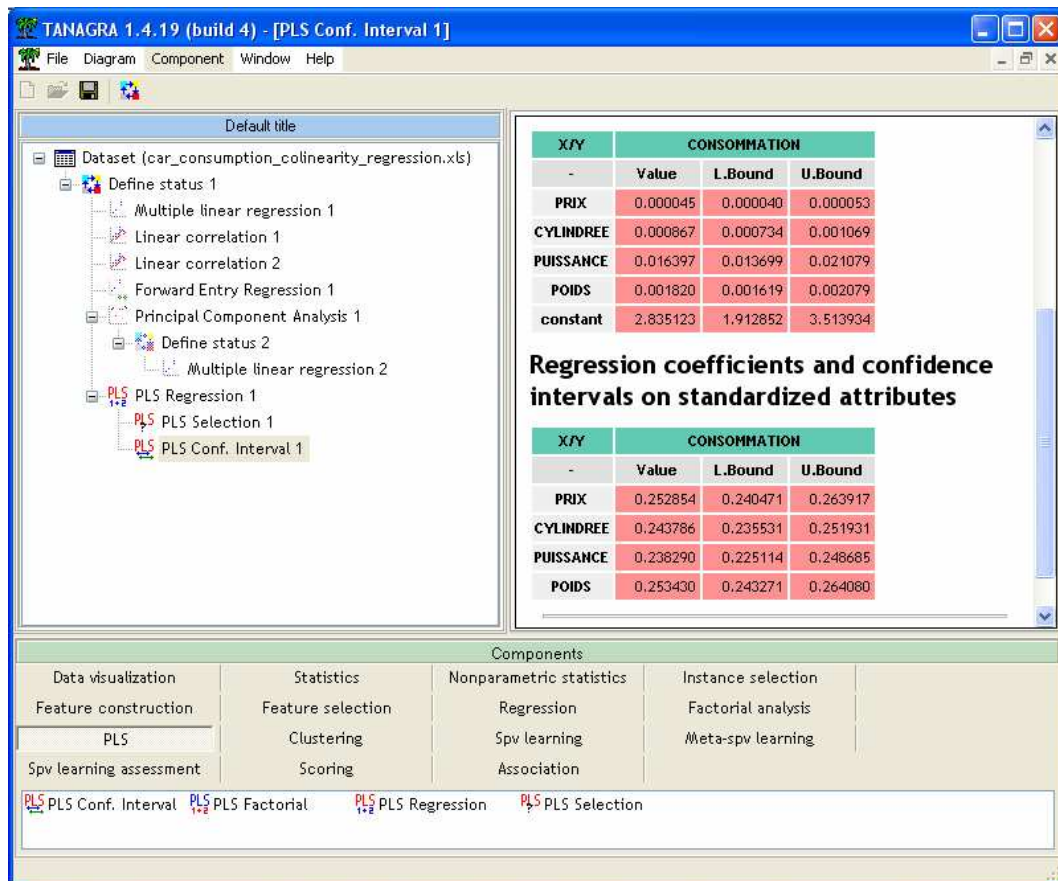 TANAGRA 1.4.19 (build 4) - [PLS Conf. Interval 1]
File Diagram Component Window Help
Default title
Dataset (car_consumption_colinearity_regression.xls)
Define status 1
Multiple linear regression 1
Linear correlation 1
Linear correlation 2
Forward Entry Regression 1
Principal Component Analysis 1
Define status 2
Multiple linear regression 2
PLS Regression 1
PLS Selection 1
PLS Conf. Interval 1
X/Y CONSOMMATION
- Value L.Bound U.Bound
PRIX 0.000045 0.000040 0.000053
CYLINDREE 0.000867 0.000734 0.001069
PUISSANCE 0.016397 0.013699 0.021079
POIDS 0.001820 0.001619 0.002079
constant 2.835123 1.912852 3.513934
Regression coefficients and confidence
intervals on standardized attributes
X/Y CONSOMMATION
- Value L.Bound U.Bound
PRIX 0.252854 0.240471 0.263917
CYLINDREE 0.243786 0.235531 0.251931
PUISSANCE 0.238290 0.225114 0.248685
POIDS 0.253430 0.243271 0.264080
Components
Data visualization Statistics Nonparametric statistics Instance selection
Feature construction Feature selection Regression Factorial analysis
PLS Clustering Spv learning Meta-spv learning
Spv learning assessment Scoring Association
PLS PLS Conf. Interval PLS 1+2 PLS Factorial PLS 1+2 PLS Regression PLS ? PLS Selection